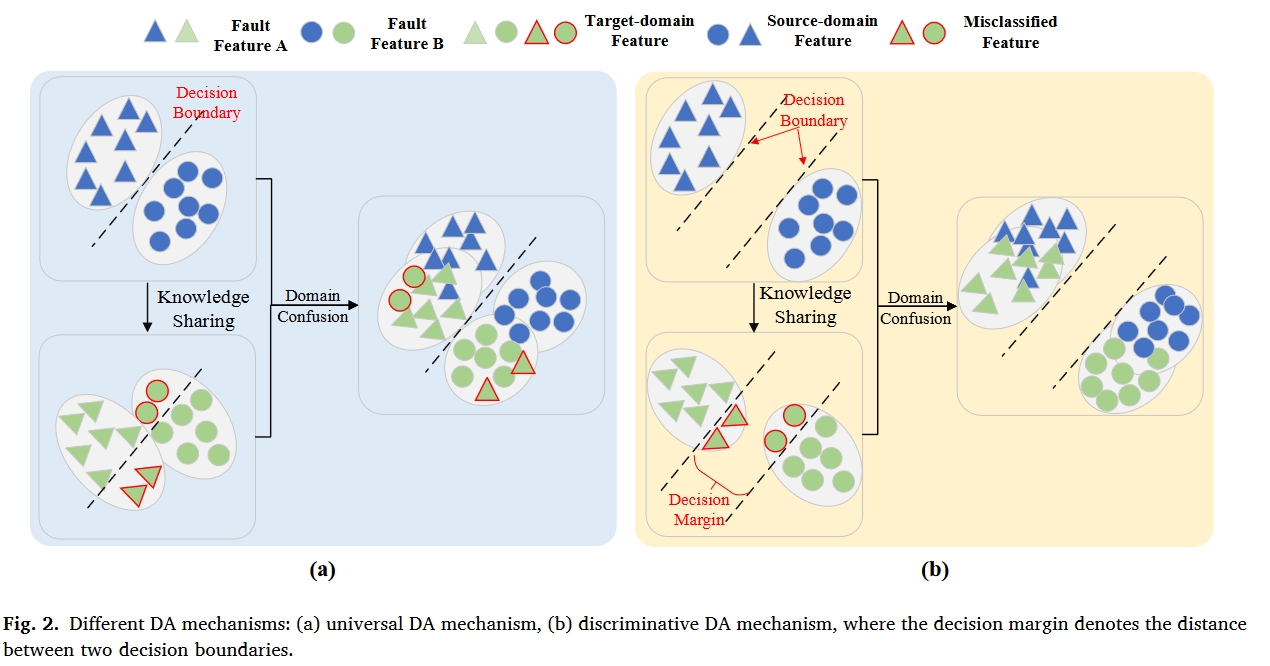 Fault
Feature A
Fault
Feature B
Target-domain
Feature
Source-domain
Feature
Misclassified
Feature
Decision
Boundary
Knowledge
Sharing
Domain
Confusion
(a)
Decision
Boundary
Knowledge
Sharing
Decision
Margin
Domain
Confusion
(b)
Fig. 2. Different DA mechanisms: (a) universal DA mechanism, (b) discriminative DA mechanism, where the decision margin denotes the distance
between two decision boundaries.